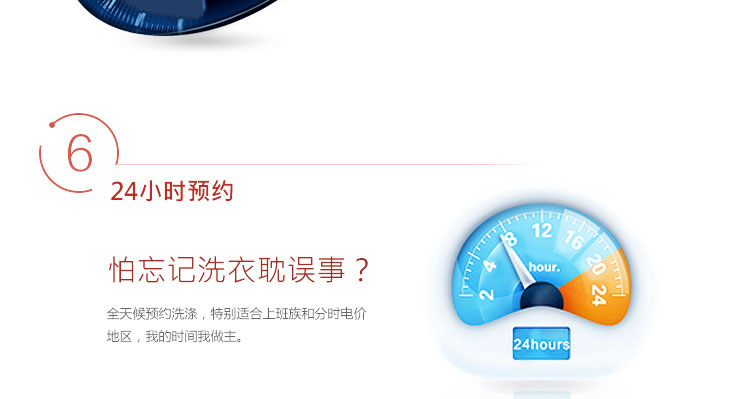 6
24小时预约
怕忘记洗衣耽误事？
全天候预约洗涤，特别适合上班族和分时电价
地区，我的时间我做主。
2 4 8 12 16 20 24
hour.
24hours